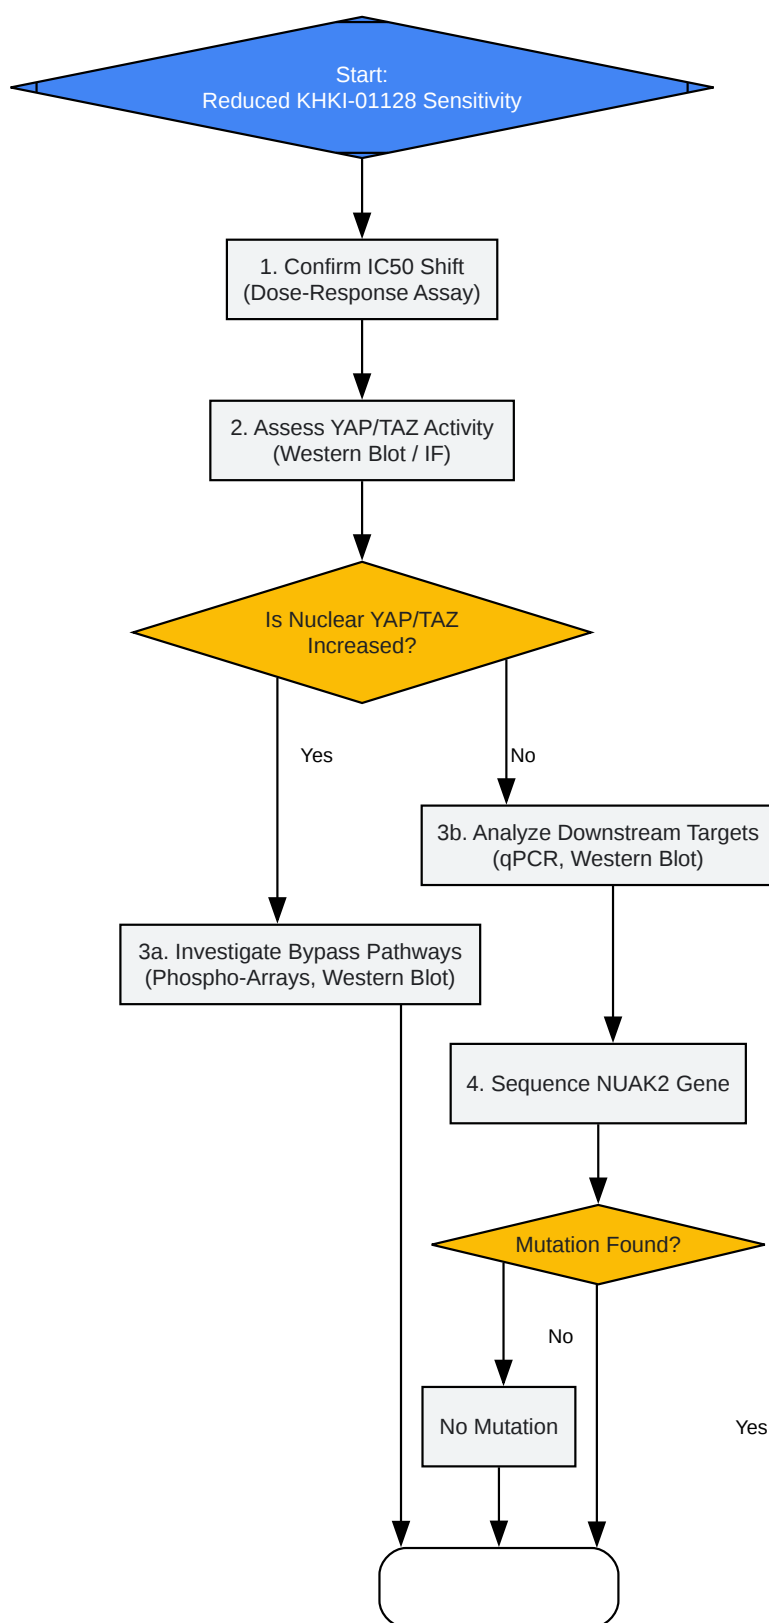 Start:
Reduced KHKI-01128 Sensitivity
1. Confirm IC50 Shift
(Dose-Response Assay)
2. Assess YAP/TAZ Activity
(Western Blot / IF)
Is Nuclear YAP/TAZ
Increased?
Yes
No
3b. Analyze Downstream Targets
(qPCR, Western Blot)
3a. Investigate Bypass Pathways
(Phospho-Arrays, Western Blot)
4. Sequence NUAK2 Gene
Mutation Found?
No
No Mutation
Yes